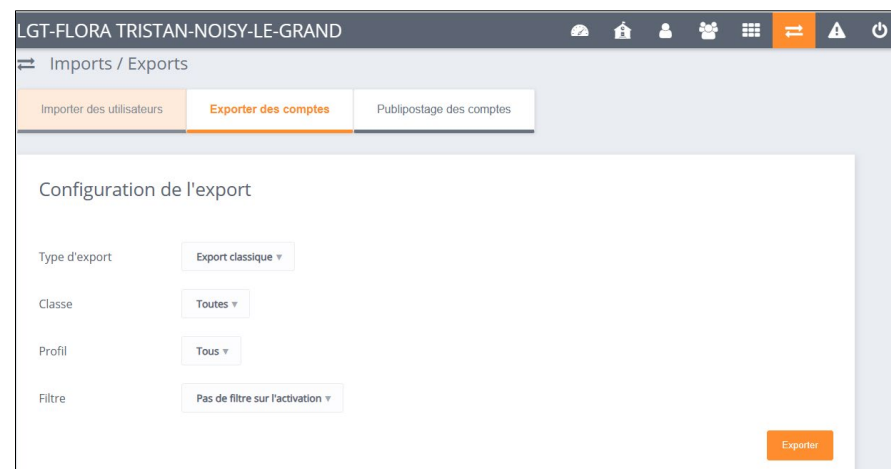 LGT-FLORA TRISTAN-NOISY-LE-GRAND
Imports / Exports
Importer des utilisateurs
Exporter des comptes
Publipostage des comptes
Configuration de l'export
Type d'export
Export classique
Classe
Toutes
Profil
Tous
Filtre
Pas de filtre sur l'activation
Exporter